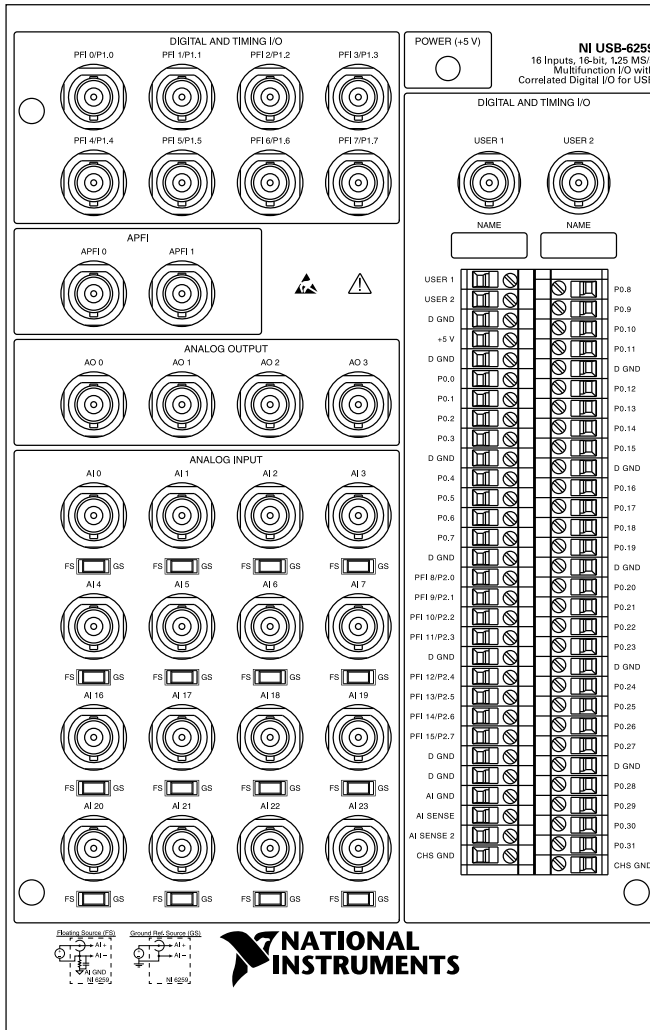 DIGITAL AND TIMING I/O
PFI 0/P1.0 PFI 1/P1.1 PFI 2/P1.2 PFI 3/P1.3
PFI 4/P1.4 PFI 5/P1.5 PFI 6/P1.6 PFI 7/P1.7
APFI
APFI 0 APFI 1
ANALOG OUTPUT
AO 0 AO 1 AO 2 AO 3
ANALOG INPUT
AI 0 AI 1 AI 2 AI 3
FS GS FS GS FS GS FS GS
AI 4 AI 5 AI 6 AI 7
FS GS FS GS FS GS FS GS
AI 16 AI 17 AI 18 AI 19
FS GS FS GS FS GS FS GS
AI 20 AI 21 AI 22 AI 23
FS GS FS GS FS GS FS GS
POWER (+5 V)
NI USB-6259
16 Inputs, 16-bit, 1.25 MS/
Multifunction I/O with
Correlated Digital I/O for USB
DIGITAL AND TIMING I/O
USER 1 USER 2
NAME NAME
USER 1
USER 2
D GND
+5 V
D GND
P0.0
P0.1
P0.2
P0.3
D GND
P0.4
P0.5
P0.6
P0.7
D GND
PFI 8/P2.0
PFI 9/P2.1
PFI 10/P2.2
PFI 11/P2.3
D GND
PFI 12/P2.4
PFI 13/P2.5
PFI 14/P2.6
PFI 15/P2.7
D GND
D GND
AI GND
AI SENSE
AI SENSE 2
CHS GND
P0.8
P0.9
P0.10
P0.11
D GND
P0.12
P0.13
P0.14
P0.15
D GND
P0.16
P0.17
P0.18
P0.19
D GND
P0.20
P0.21
P0.22
P0.23
D GND
P0.24
P0.25
P0.26
P0.27
D GND
P0.28
P0.29
P0.30
P0.31
CHS GND
Floating Source (FS)
AI +
AI –
AI GND
NI 6259
Ground Ref. Source (GS)
AI +
AI –
NI 6259
NATIONAL
INSTRUMENTS